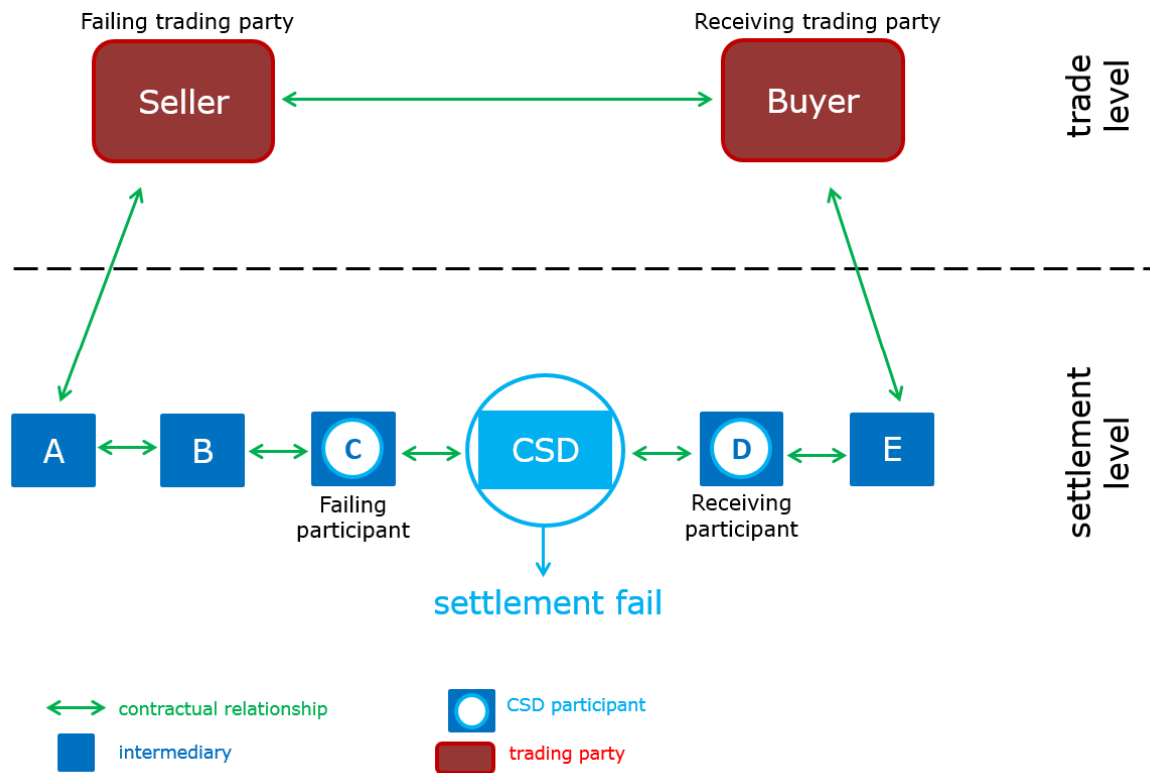 Failing trading party
Receiving trading party
Seller
Buyer
trade
level
A
B
C
CSD
D
E
Failing
participant
Receiving
participant
settlement
level
settlement fail
contractual relationship
CSD participant
intermediary
trading party